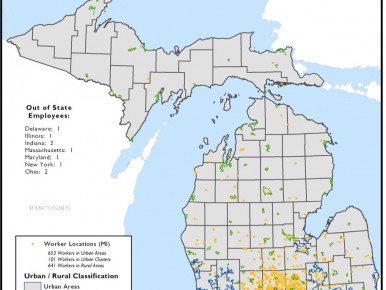 Out of State
Employees:
Delaware: 1
Illinois: 1
Indiana: 2
Massachusetts: 1
Maryland: 1
New York: 1
Ohio: 2
WISCONSIN
Worker Locations (MI)
653 Workers in Urban Areas
101 Workers in Urban Clusters
641 Workers in Rural Areas
Urban / Rural Classification
Urban Areas